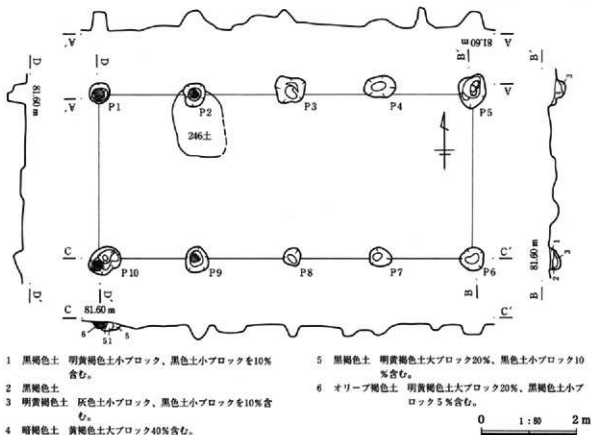 A'
A
81.60 m
D
D
B'
B'
81.60 m
A'
A
P1
P2
P3
P4
P5
3
246土
C
C'
P10
P9
P8
P7
P6
1
3
2
81.60 m
D'
D'
B
B
C
81.60 m
C'
6
5
1
5
1 黒褐色土 明黄褐色土小ブロック、黒色土小ブロックを10%
含む。
2 黒褐色土
3 明黄褐色土 灰色土小ブロック、黒色土小ブロックを10%含
む。
4 暗褐色土 黄褐色土大ブロック40%含む。
5 黒褐色土 明黄褐色土大ブロック20%、黒色土小ブロック10
%含む。
6 オリーブ褐色土 明黄褐色土大ブロック20%、黒褐色土小ブ
ロック5%含む。
0 1:80 2 m